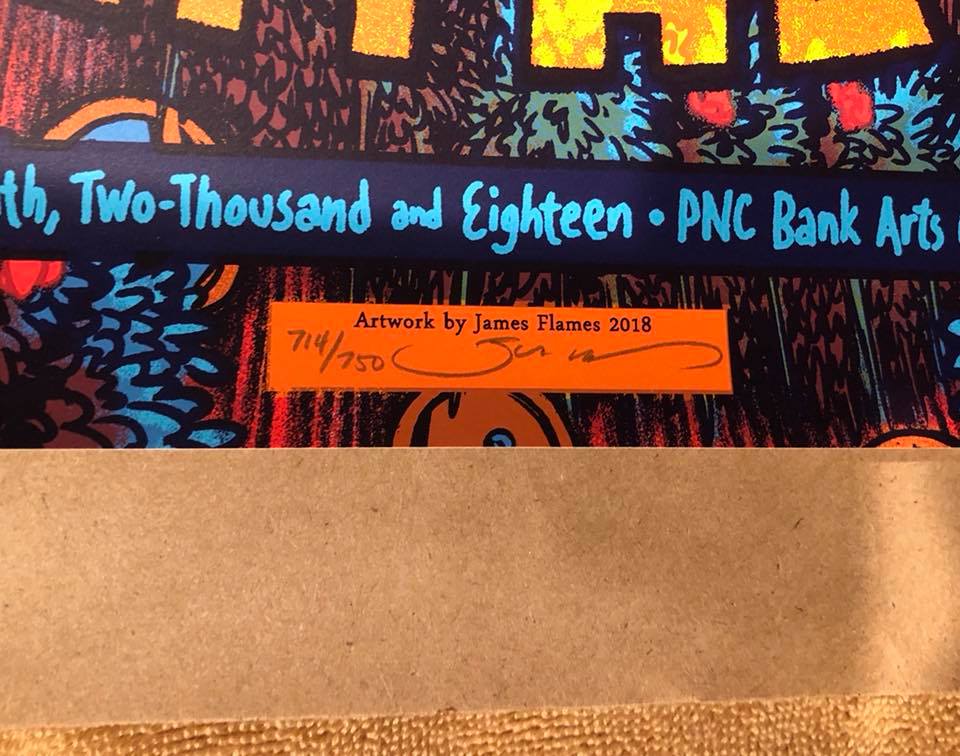 th, Two-Thousand and Eighteen • PNC Bank Arts
Artwork by James Flames 2018
714/750